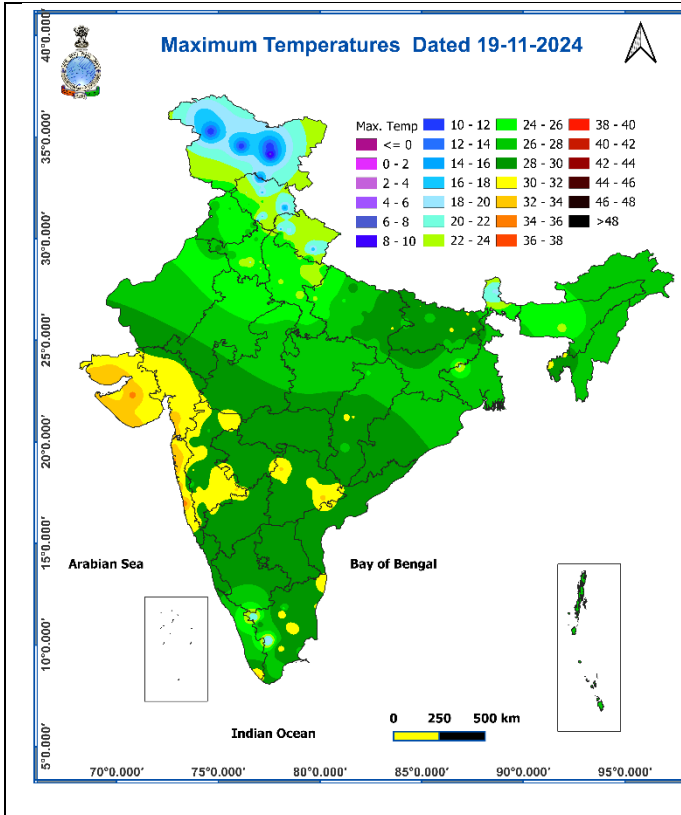 Maximum Temperatures Dated 19-11-2024
Max. Temp
<= 0
0 - 2
2 - 4
4 - 6
6 - 8
8 - 10
10 - 12
12 - 14
14 - 16
16 - 18
18 - 20
20 - 22
22 - 24
24 - 26
26 - 28
28 - 30
30 - 32
32 - 34
34 - 36
36 - 38
38 - 40
40 - 42
42 - 44
44 - 46
46 - 48
>48
40°0.000'
35°0.000'
30°0.000'
25°0.000'
20°0.000'
15°0.000'
10°0.000'
5°0.000'
Arabian Sea
Bay of Bengal
Indian Ocean
0 250 500 km
70°0.000' 75°0.000' 80°0.000' 85°0.000' 90°0.000' 95°0.000'